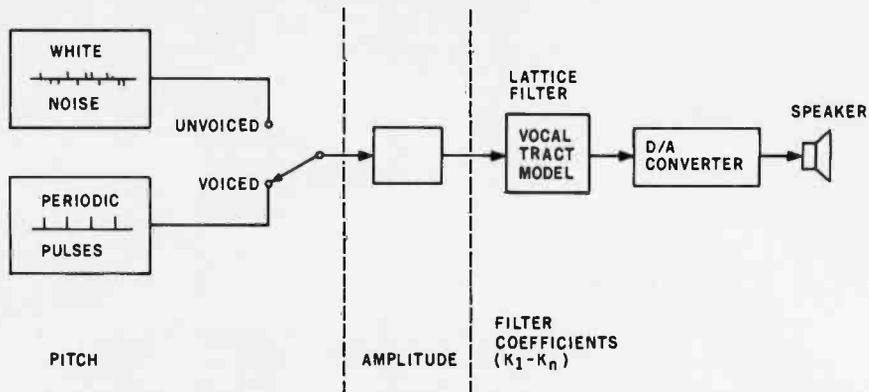 WHITE
NOISE
UNVOICED
VOICED
PERIODIC
PULSES
LATTICE
FILTER
VOCAL
TRACT
MODEL
D/A
CONVERTER
SPEAKER
PITCH
AMPLITUDE
FILTER
COEFFICIENTS
(K₁-Kₙ)